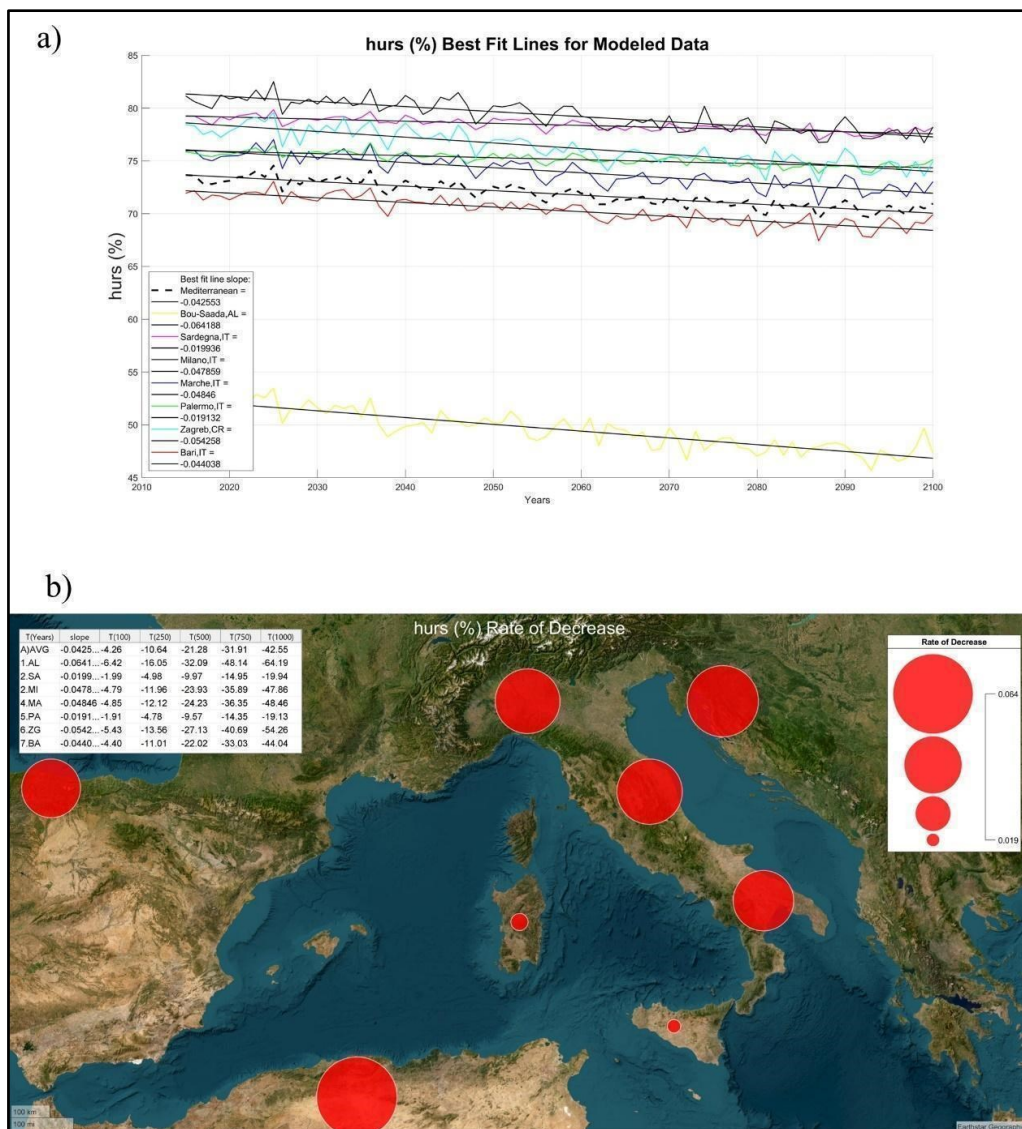 a)
hurs (%) Best Fit Lines for Modeled Data
85
80
75
70
65
60
55
50
45
hurs (%)
Best fit line slope:
Mediterranean =
-0.042553
Bou-Saada,AL =
-0.064188
Sardegna,IT =
-0.019936
Milano,IT =
-0.047859
Marche,IT =
-0.04846
Palermo,IT =
-0.019132
Zagreb,CR =
-0.054258
Bari,IT =
-0.044038
2010 2020 2030 2040 2050 2060 2070 2080 2090 2100
Years
b)
hurs (%) Rate of Decrease
T(Years) slope T(100) T(250) T(500) T(750) T(1000)
A)AVG -0.0425... -4.26 -10.64 -21.28 -31.91 -42.55
1.AL -0.0641... -6.42 -16.05 -32.09 -48.14 -64.19
2.SA -0.0199... -1.99 -4.98 -9.97 -14.95 -19.94
2.MI -0.0478... -4.79 -11.96 -23.93 -35.89 -47.86
4.MA -0.04846 -4.85 -12.12 -24.23 -36.35 -48.46
5.PA -0.0191... -1.91 -4.78 -9.57 -14.35 -19.13
6.ZG -0.0542... -5.43 -13.56 -27.13 -40.69 -54.26
7.BA -0.0440... -4.40 -11.01 -22.02 -33.03 -44.04
Rate of Decrease
0.064
0.019
100 km
100 mi
Earthstar Geographics